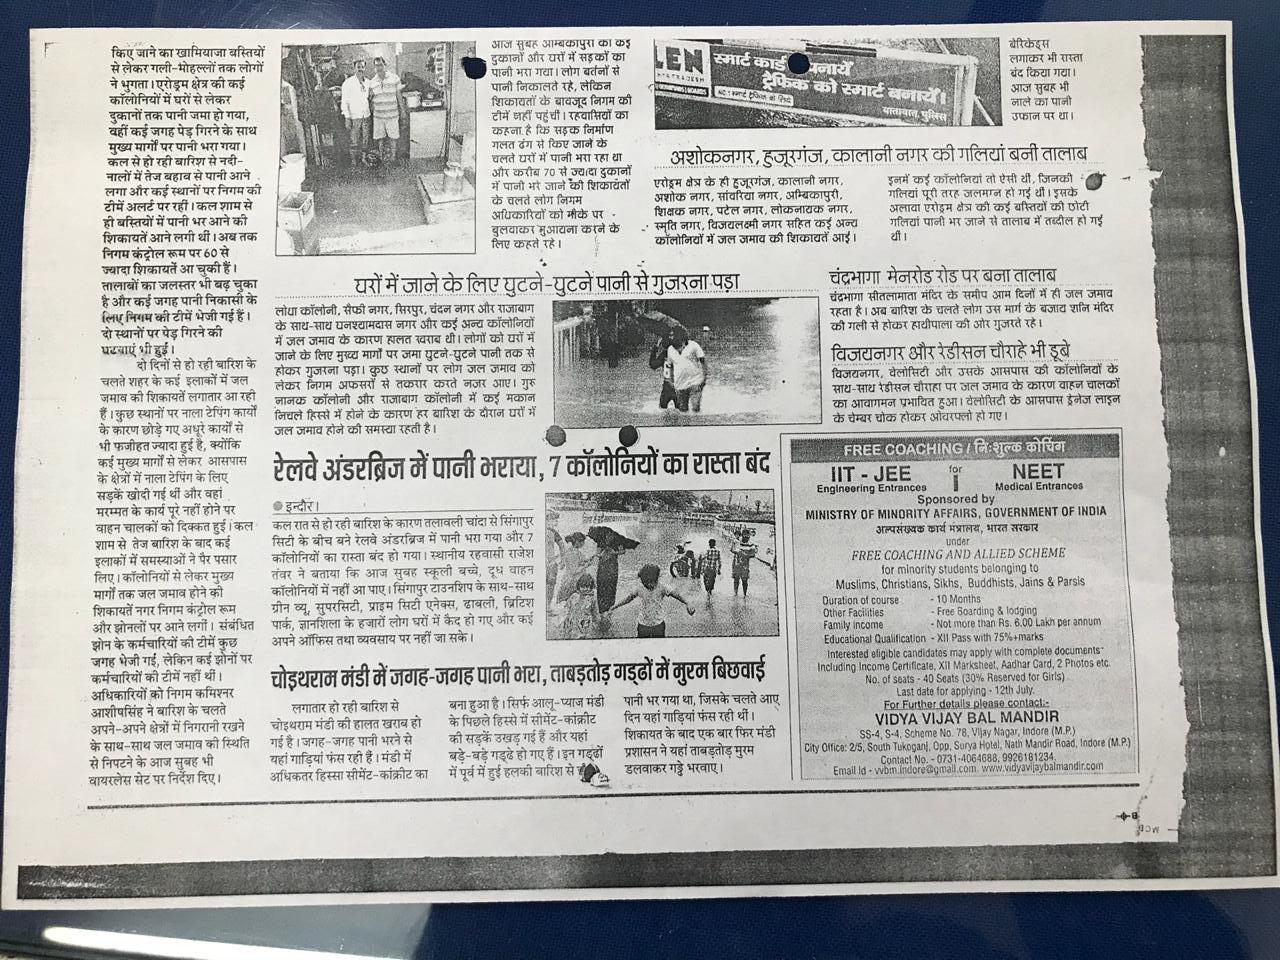 किए जाने का खामियाजा बस्तियों
से लेकर गली-मोहल्लों तक लोगों
ने भुगता। एरोड्रम क्षेत्र की कई
कॉलोनियों में घरों से लेकर
दुकानों तक पानी जमा हो गया,
वहीं कई जगह पेड़ गिरने के साथ
मुख्य मार्गों पर पानी भरा गया।
कल से हो रही बारिश से नदी-
नालों में तेज बहाव से पानी आने
लगा और कई स्थानों पर निगम की
टीमें अलर्ट पर रही। कल शाम से
ही बस्तियों में पानी भर आने की
शिकायतें आने लगी थीं। अब तक
निगम कंट्रोल रूम पर 60 से
ज्यादा शिकायतें आ चुकी हैं।
तालाबों का जलस्तर भी बढ़ चुका
है और कई जगह पानी निकासी के
लिए निगम की टीमें भेजी गई हैं।
दो स्थानों पर पेड़ गिरने की
घटनाएं भी हुईं।
दो दिनों से हो रही बारिश के
चलते शहर के कई इलाकों में जल
जमाव की शिकायतें लगातार आ रही
हैं। कुछ स्थानों पर नाला टेपिंग कार्यों
के कारण छोड़े गए अधूरे कार्यों से
भी फजीहत ज्यादा हुई है, क्योंकि
कई मुख्य मार्गों से लेकर आसपास
के क्षेत्रों में नाला टेपिंग के लिए
सड़कें खोदी गई थीं और वहां
मरम्मत के कार्य पूरे नहीं होने पर
वाहन चालकों को दिक्कत हुई। कल
शाम से तेज बारिश के बाद कई
इलाकों में समस्याओं ने पैर पसार
लिए। कॉलोनियों से लेकर मुख्य
मार्गों तक जल जमाव होने की
शिकायतें नगर निगम कंट्रोल रूम
और झोनलों पर आने लगीं। संबंधित
झोन के कर्मचारियों की टीमें कुछ
जगह भेजी गईं, लेकिन कई झोनों पर
कर्मचारियों की टीमें नहीं थीं।
अधिकारियों को निगम कमिश्नर
आशीषसिंह ने बारिश के चलते
अपने-अपने क्षेत्रों में निगरानी रखने
के साथ-साथ जल जमाव की स्थिति
से निपटने के आज सुबह भी
वायरलेस सेट पर निर्देश दिए।
आज सुबह अम्बिकापुरी की कई
दुकानों और घरों में सड़कों का
पानी भरा गया। लोग बर्तनों से
पानी निकालते रहे, लेकिन
शिकायतों के बावजूद निगम की
टीमें नहीं पहुंची। रहवासियों का
कहना है कि सड़क निर्माण
गलत ढंग से किए जाने के
चलते घरों में पानी भरा रहा था
और करीब 70 से ज्यादा दुकानों
में पानी भरे जाने की शिकायतों
के चलते लोग निगम
अधिकारियों को मौके पर
बुलवाकर मुआयना करने के
लिए कहते रहे।
LEN
स्मार्ट कार्ड बनायें
ट्रैफिक को स्मार्ट बनायें।
यातायात पुलिस
बेरिकेड्स
लगाकर भी रास्ता
बंद किया गया।
आज सुबह भी
नाले का पानी
उफान पर था।
अशोकनगर, हुजूरगंज, कालानी नगर की गलियां बनी तालाब
एरोड्रम क्षेत्र के ही हुजूरगंज, कालानी नगर,
अशोक नगर, सांवरिया नगर, अम्बिकापुरी,
शिक्षक नगर, पटेल नगर, लोकनायक नगर,
स्मृति नगर, विजयलक्ष्मी नगर सहित कई अन्य
कॉलोनियों में जल जमाव की शिकायतें आईं।
इनमें कई कॉलोनियां तो ऐसी थीं, जिनकी
गलियां पूरी तरह जलमग्न हो गई थीं। इसके
अलावा एरोड्रम क्षेत्र की कई बस्तियों की छोटी
गलियां पानी भर जाने से तालाब में तब्दील हो गई
थीं।
घरों में जाने के लिए घुटने-घुटने पानी से गुजरना पड़ा
लोधा कॉलोनी, सैफी नगर, सिरपुर, चंदन नगर और राजाबाग
के साथ-साथ घनश्यामदास नगर और कई अन्य कॉलोनियों
में जल जमाव के कारण हालत खराब थी। लोगों को घरों में
जाने के लिए मुख्य मार्गों पर जमा घुटने-घुटने पानी तक से
होकर गुजरना पड़ा। कुछ स्थानों पर लोग जल जमाव को
लेकर निगम अफसरों से तकरार करते नजर आए। गुरु
नानक कॉलोनी और राजाबाग कॉलोनी में कई मकान
निचले हिस्से में होने के कारण हर बारिश के दौरान घरों में
जल जमाव होने की समस्या रहती है।
चंद्रभागा मेनरोड रोड पर बना तालाब
चंद्रभागा सीतलामाता मंदिर के समीप आम दिनों में ही जल जमाव
रहता है। अब बारिश के चलते लोग उस मार्ग के बजाय शनि मंदिर
की गली से होकर हाथीपाला की ओर गुजरते रहे।
विजयनगर और रेडीसन चौराहे भी डूबे
विजयनगर, वेलोसिटी और उसके आसपास की कॉलोनियों के
साथ-साथ रेडीसन चौराहा पर जल जमाव के कारण वाहन चालकों
का आवागमन प्रभावित हुआ। वेलोसिटी के आसपास ड्रेनेज लाइन
के चेम्बर चोक होकर ओवरफ्लो हो गए।
रेलवे अंडरब्रिज में पानी भराया, 7 कॉलोनियों का रास्ता बंद
इन्दौर।
कल रात से हो रही बारिश के कारण तलावली चांदा से सिंगापुर
सिटी के बीच बने रेलवे अंडरब्रिज में पानी भरा गया और 7
कॉलोनियों का रास्ता बंद हो गया। स्थानीय रहवासी राजेश
तंवर ने बताया कि आज सुबह स्कूली बच्चे, दूध वाहन
कॉलोनियों में नहीं आ पाए। सिंगापुर टाउनशिप के साथ-साथ
ग्रीन व्यू, सुपरसिटी, प्राइम सिटी एनेक्स, ढाबली, ब्रिटिश
पार्क, ज्ञानशिला के हजारों लोग घरों में कैद हो गए और कई
अपने ऑफिस तथा व्यवसाय पर नहीं जा सके।
चोइथराम मंडी में जगह-जगह पानी भरा, ताबड़तोड़ गड्ढों में मुरम बिछवाई
लगातार हो रही बारिश से
चोइथराम मंडी की हालत खराब हो
गई है। जगह-जगह पानी भरने से
यहां गाड़ियां फंस रही हैं। मंडी में
अधिकतर हिस्सा सीमेंट-कांक्रीट का
बना हुआ है। सिर्फ आलू-प्याज मंडी
के पिछले हिस्से में सीमेंट-कांक्रीट
की सड़कें उखड़ गई हैं और यहां
बड़े-बड़े गड्ढे हो गए हैं। इन गड्ढों
में पूर्व में हुई हलकी बारिश से
पानी भर गया था, जिसके चलते आए
दिन यहां गाड़ियां फंस रही थीं।
शिकायत के बाद एक बार फिर मंडी
प्रशासन ने यहां ताबड़तोड़ मुरम
डलवाकर गड्ढे भरवाए।
FREE COACHING / निःशुल्क कोचिंग
IIT - JEE for NEET
Engineering Entrances Medical Entrances
Sponsored by
MINISTRY OF MINORITY AFFAIRS, GOVERNMENT OF INDIA
अल्पसंख्यक कार्य मंत्रालय, भारत सरकार
under
FREE COACHING AND ALLIED SCHEME
for minority students belonging to
Muslims, Christians, Sikhs, Buddhists, Jains & Parsis
Duration of course - 10 Months
Other Facilities - Free Boarding & lodging
Family Income - Not more than Rs. 6.00 Lakh per annum
Educational Qualification - XII Pass with 75%+marks
Interested eligible candidates may apply with complete documents
Including Income Certificate, XII Marksheet, Aadhar Card, 2 Photos etc.
No. of seats - 40 Seats (30% Reserved for Girls)
Last date for applying - 12th July.
For Further details please contact:-
VIDYA VIJAY BAL MANDIR
SS-4, S-4, Scheme No. 78, Vijay Nagar, Indore (M.P.)
City Office: 2/5, South Tukoganj, Opp. Surya Hotel, Nath Mandir Road, Indore (M.P.)
Contact No. - 0731-4064688, 9926181234,
Email Id - vvbm.indore@gmail.com. www.vidyavijaybalmandir.com